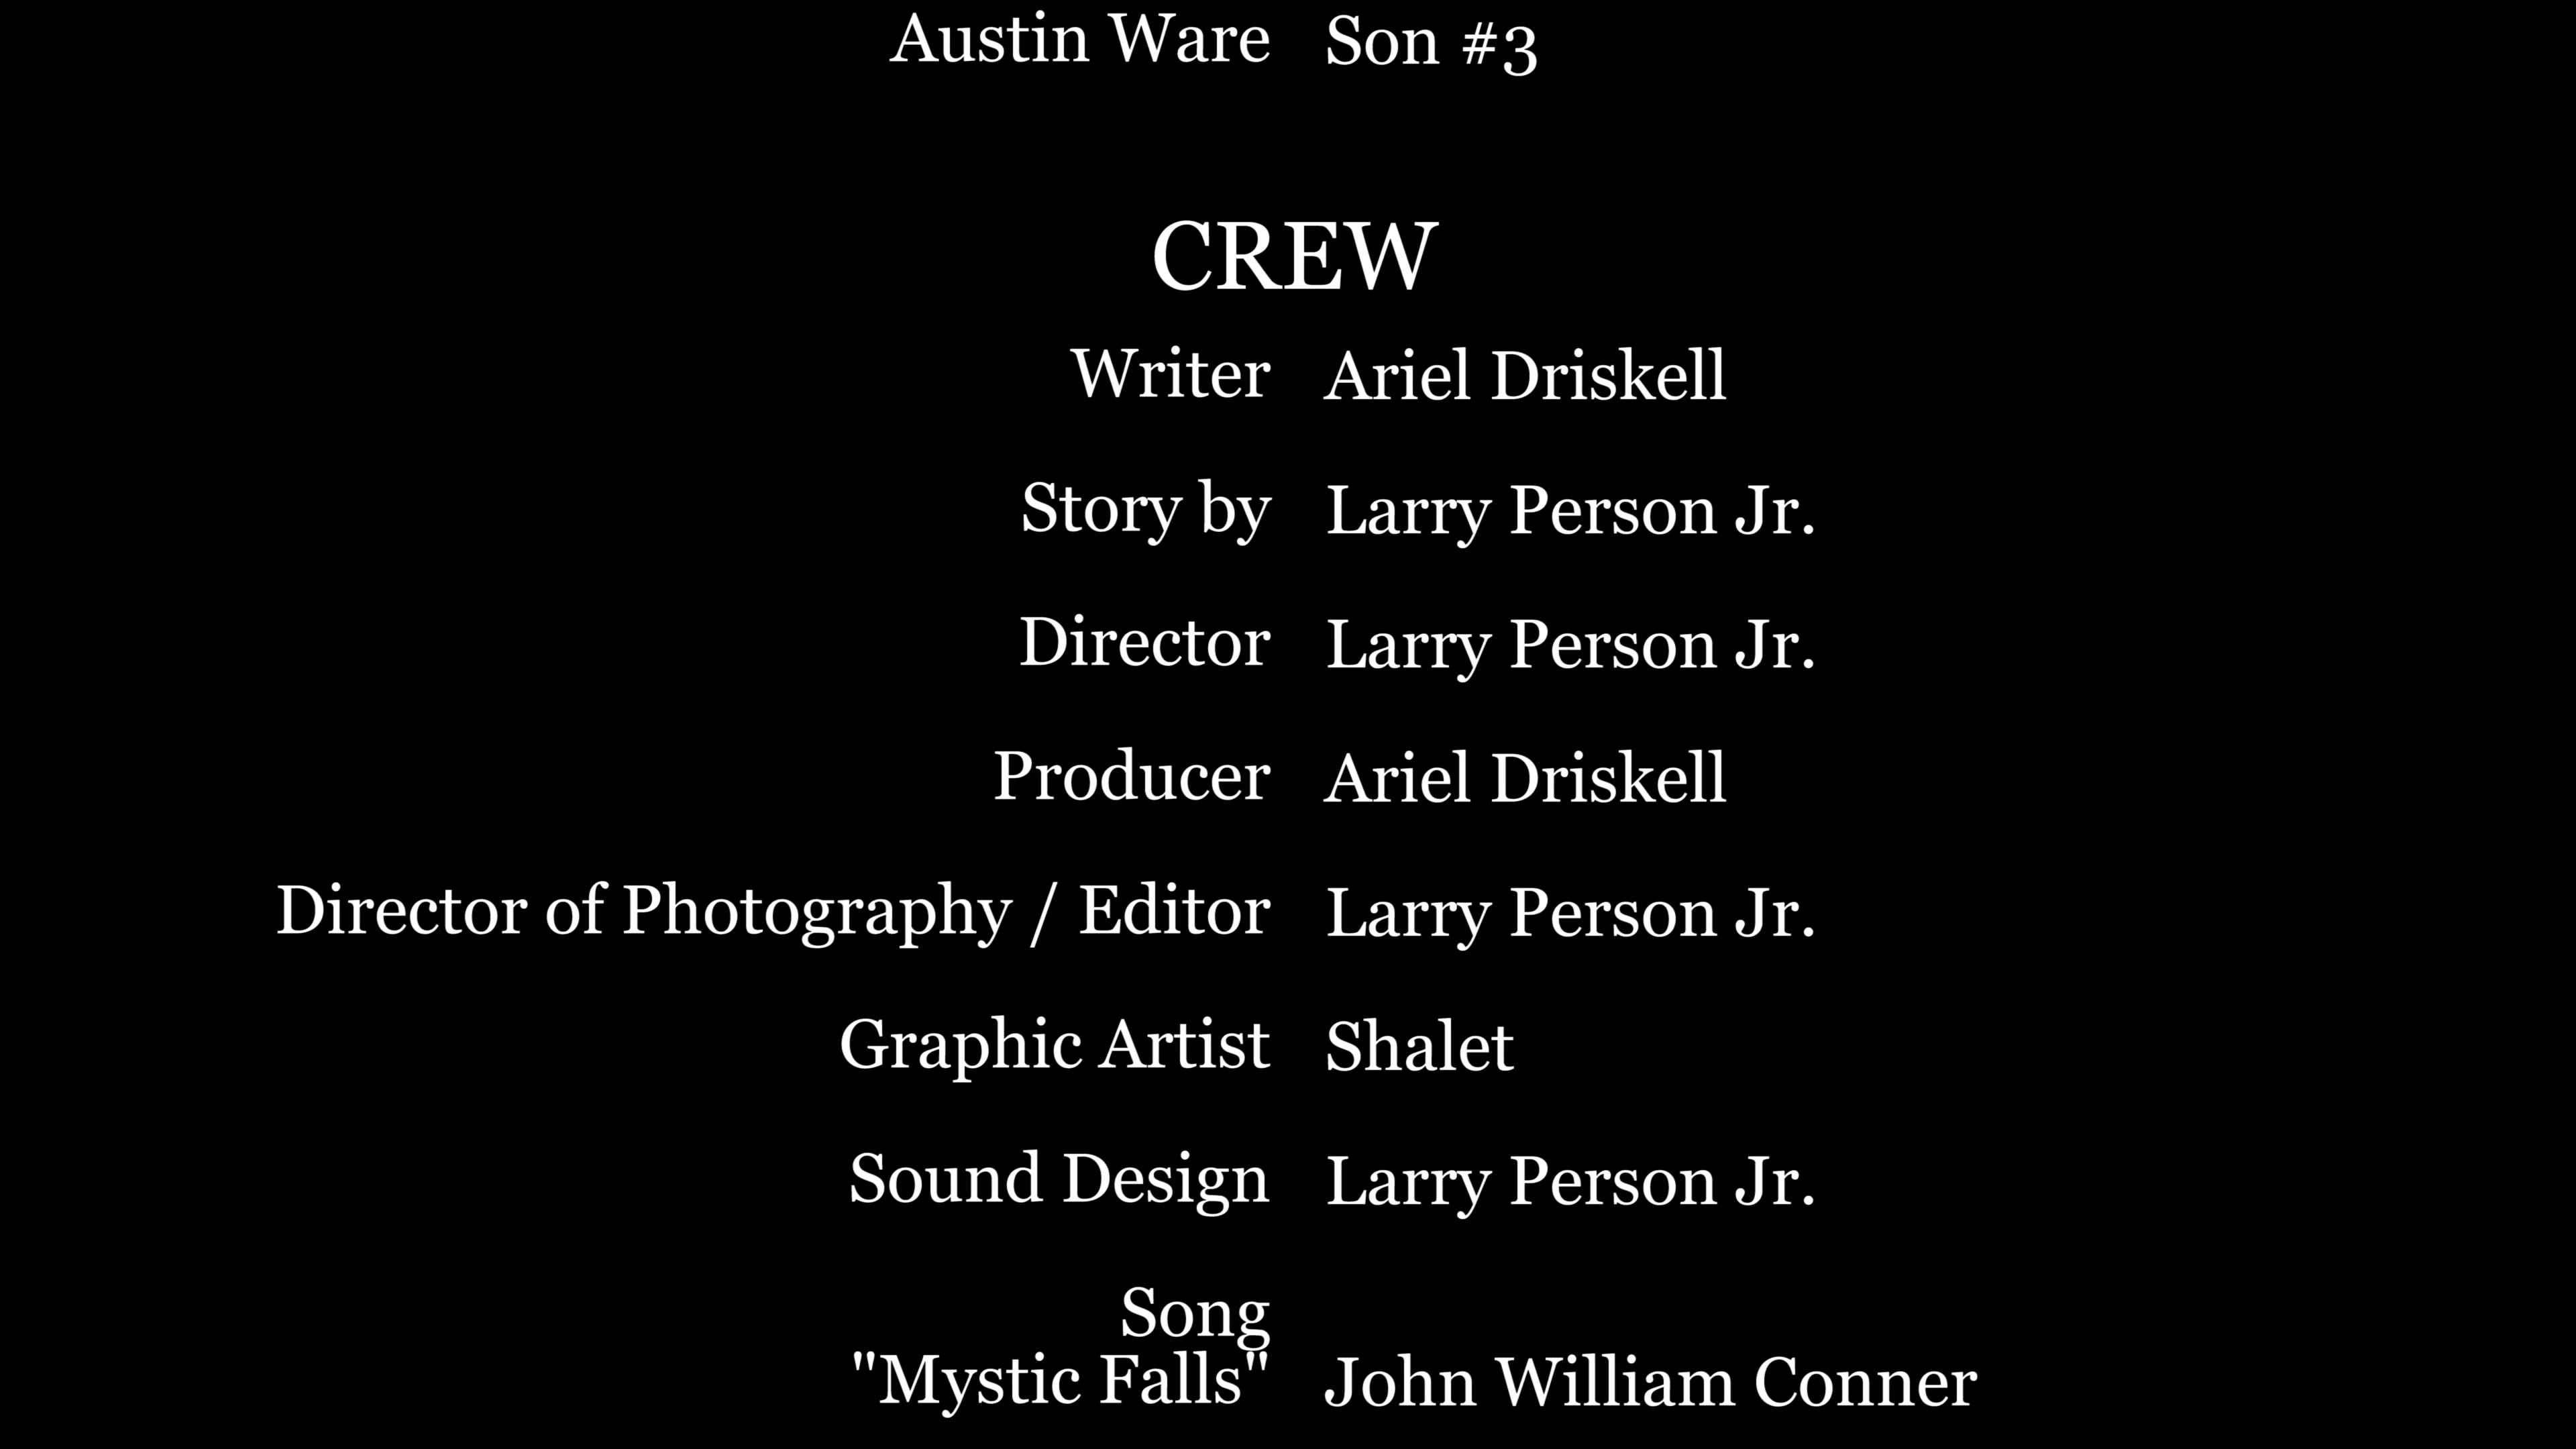 Austin Ware Son #3
CREW
Writer Ariel Driskell
Story by Larry Person Jr.
Director Larry Person Jr.
Producer Ariel Driskell
Director of Photography / Editor Larry Person Jr.
Graphic Artist Shalet
Sound Design Larry Person Jr.
Song
"Mystic Falls" John William Conner